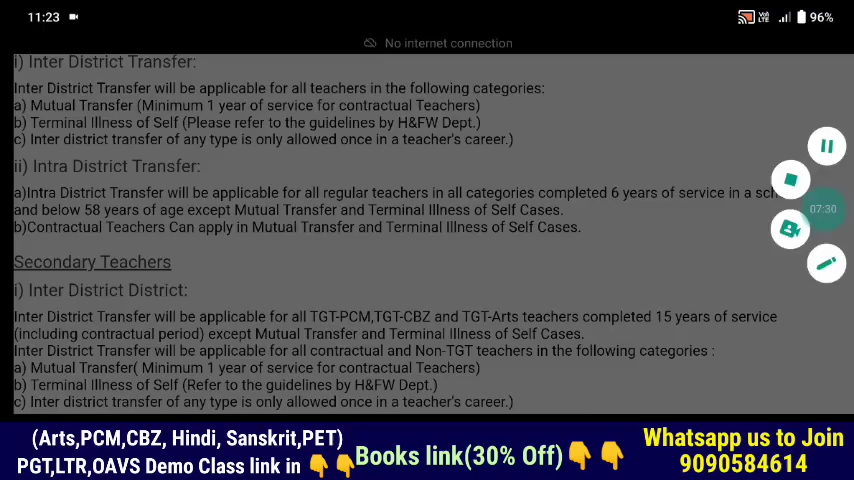 11:23
Vo) LTE 96%
No internet connection
i) Inter District Transfer:
Inter District Transfer will be applicable for all teachers in the following categories:
a) Mutual Transfer (Minimum 1 year of service for contractual Teachers)
b) Terminal Illness of Self (Please refer to the guidelines by H&FW Dept.)
c) Inter district transfer of any type is only allowed once in a teacher's career.)
ii) Intra District Transfer:
a)Intra District Transfer will be applicable for all regular teachers in all categories completed 6 years of service in a sch
and below 58 years of age except Mutual Transfer and Terminal Illness of Self Cases.
b)Contractual Teachers Can apply in Mutual Transfer and Terminal Illness of Self Cases.
07:30
Secondary Teachers
i) Inter District District:
Inter District Transfer will be applicable for all TGT-PCM,TGT-CBZ and TGT-Arts teachers completed 15 years of service
(including contractual period) except Mutual Transfer and Terminal Illness of Self Cases.
Inter District Transfer will be applicable for all contractual and Non-TGT teachers in the following categories :
a) Mutual Transfer( Minimum 1 year of service for contractual Teachers)
b) Terminal Illness of Self (Refer to the guidelines by H&FW Dept.)
c) Inter district transfer of any type is only allowed once in a teacher's career.)
(Arts,PCM,CBZ, Hindi, Sanskrit,PET)
PGT,LTR,OAVS Demo Class link in 👇 👇
Books link(30% Off)👇 👇
Whatsapp us to Join
9090584614